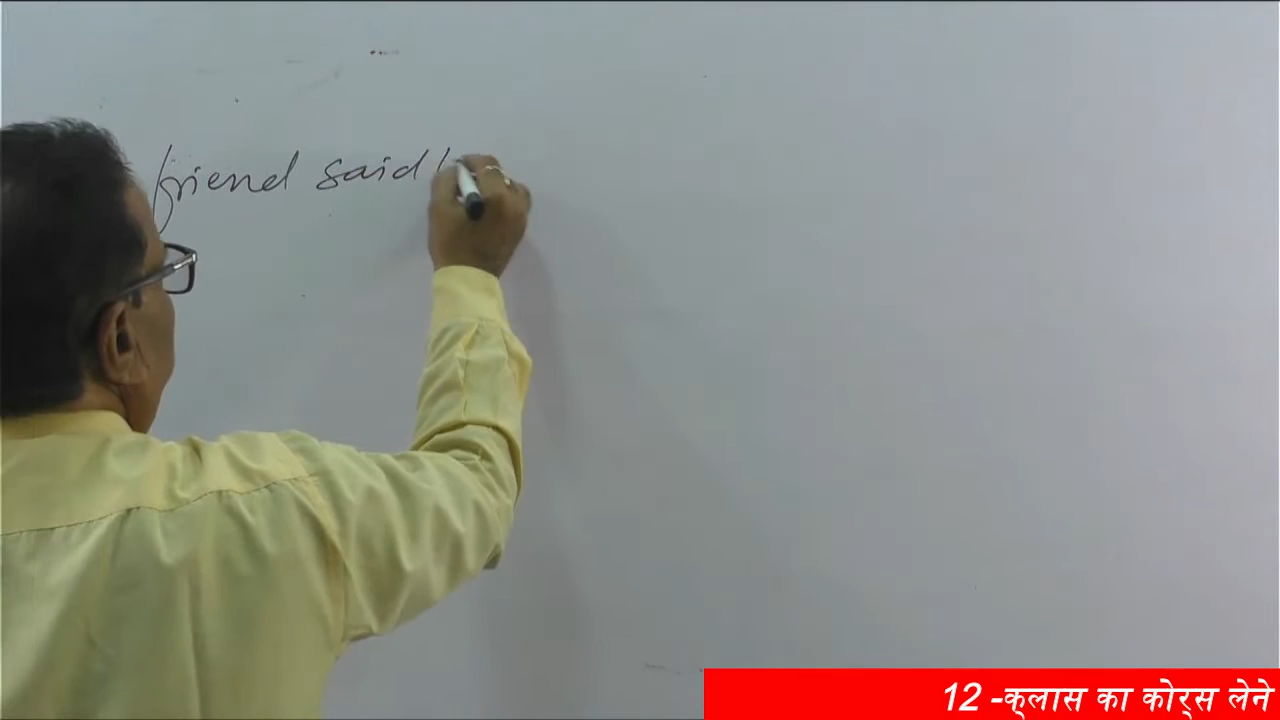 friend said
12 -क्लास का कोर्स लेने